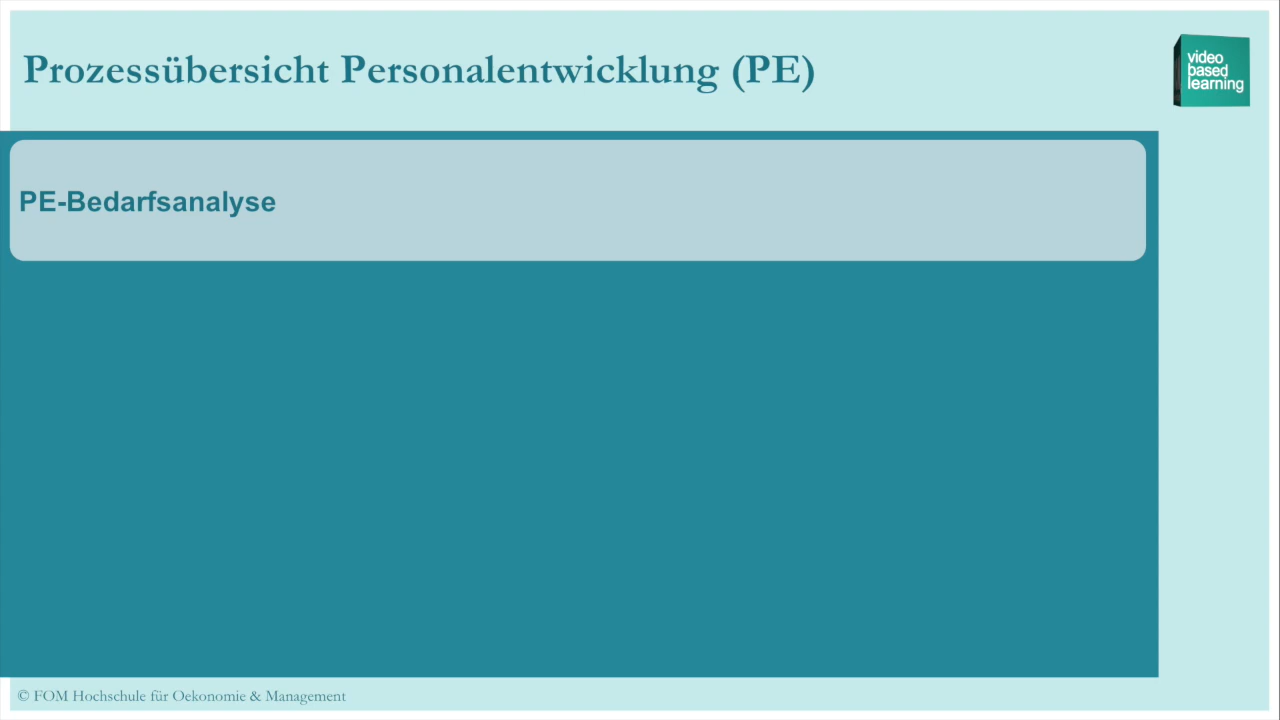 Prozessübersicht Personalentwicklung (PE)
video
based
learning
PE-Bedarfsanalyse
© FOM Hochschule für Oekonomie & Management